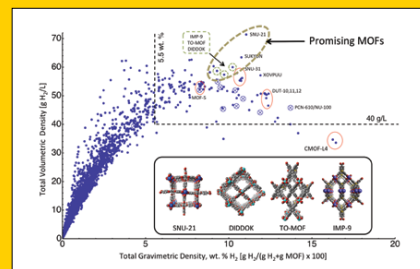 Total Volumetric Density [g H₂/L]
70
60
50
40
30
20
10
0
5.5 wt. %
IMP-9
TO-MOF
DIDDOK
SNU-21
Promising MOFs
SNU-31
XOVPUU
MOF-5
DUT-10,11,12
PCN-610/NU-100
40 g/L
CMOF-L4
SNU-21
DIDDOK
TO-MOF
IMP-9
0
5
10
15
20
Total Gravimetric Density, wt. % H₂ [g H₂/(g H₂+g MOF) x 100]